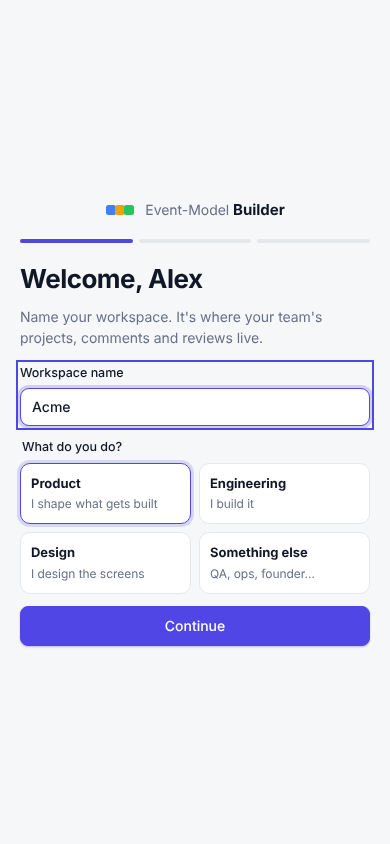 Event-Model Builder
Welcome, Alex
Name your workspace. It's where your team's
projects, comments and reviews live.
Workspace name
Acme
What do you do?
Product
I shape what gets built
Engineering
I build it
Design
I design the screens
Something else
QA, ops, founder...
Continue